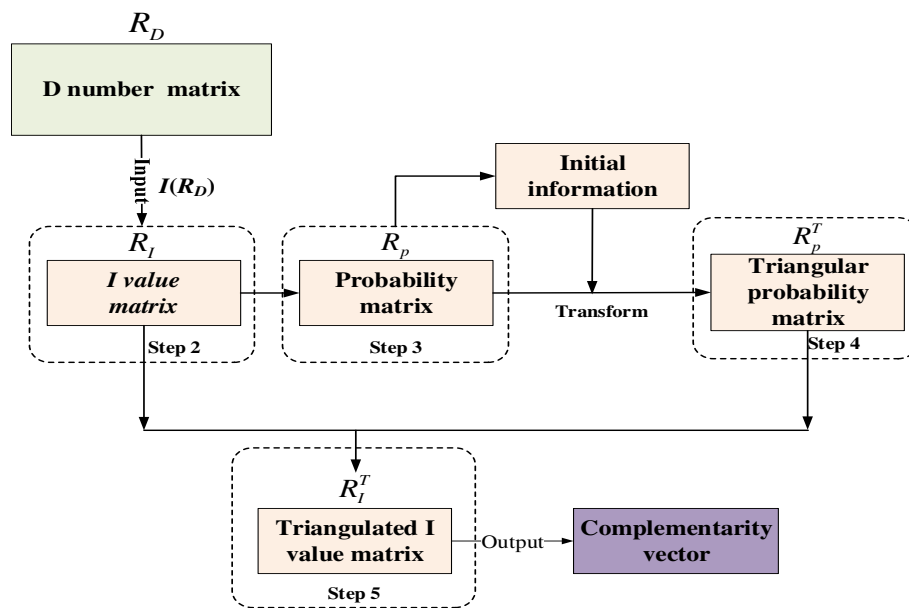 R_D
D number matrix
Input
I(R_D)
R_I
I value
matrix
Step 2
R_p
Probability
matrix
Step 3
Initial
information
Transform
R_p^T
Triangular
probability
matrix
Step 4
R_I^T
Triangulated I
value matrix
Step 5
Output
Complementarity
vector